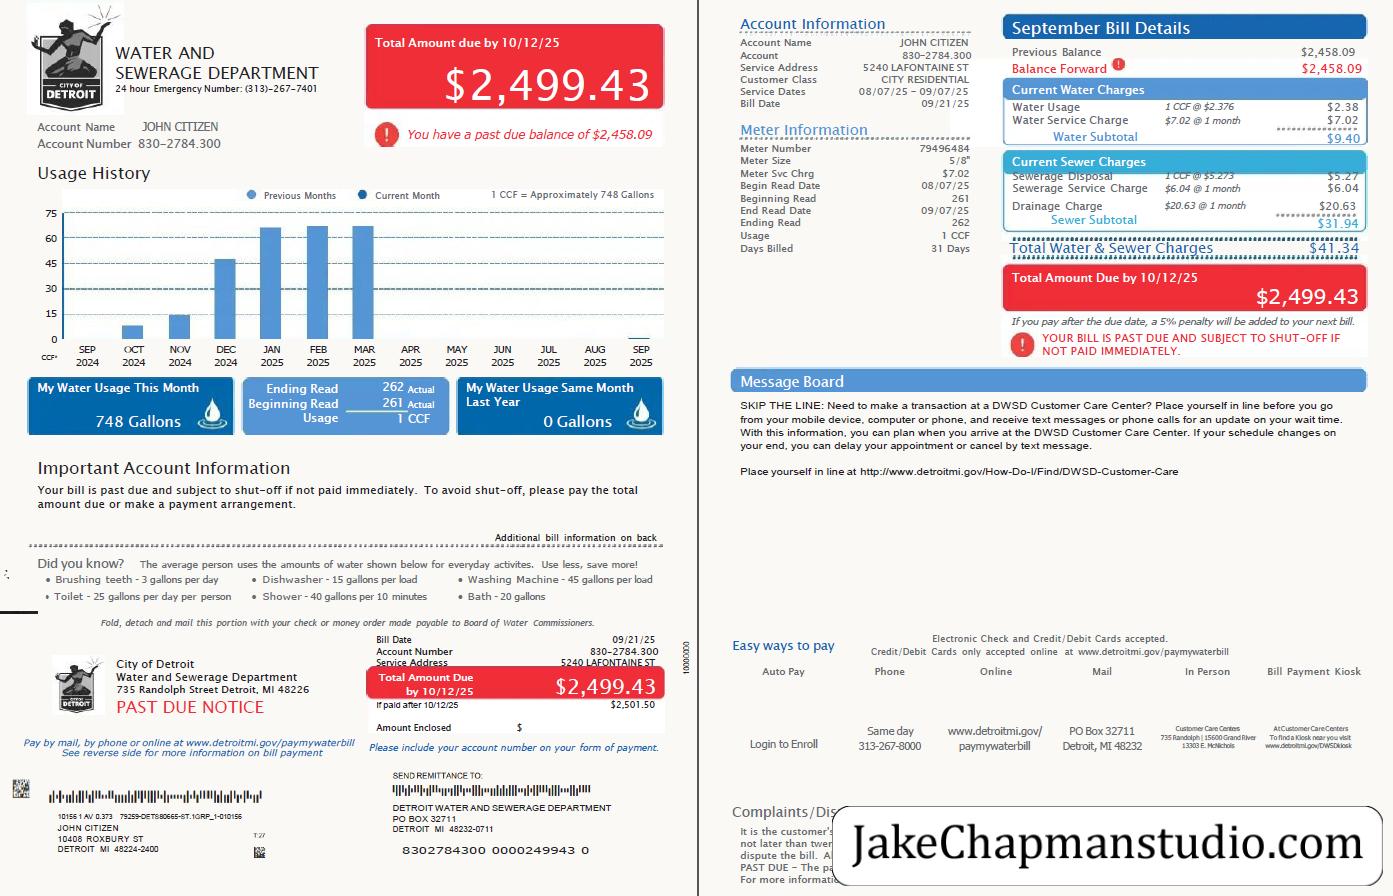 WATER AND
SEWERAGE DEPARTMENT
24 hour Emergency Number: (313)-267-7401
CITY OF
DETROIT
Account Name JOHN CITIZEN
Account Number 830-2784.300
Total Amount due by 10/12/25
$2,499.43
You have a past due balance of $2,458.09
Usage History
Previous Months Current Month 1 CCF = Approximately 748 Gallons
75
60
45
30
15
0
CCF*
SEP OCT NOV DEC JAN FEB MAR APR MAY JUN JUL AUG SEP
2024 2024 2024 2024 2025 2025 2025 2025 2025 2025 2025 2025 2025
My Water Usage This Month
748 Gallons
Ending Read 262 Actual
Beginning Read 261 Actual
Usage 1 CCF
My Water Usage Same Month
Last Year
0 Gallons
Important Account Information
Your bill is past due and subject to shut-off if not paid immediately. To avoid shut-off, please pay the total
amount due or make a payment arrangement.
Additional bill information on back
Did you know? The average person uses the amounts of water shown below for everyday activites. Use less, save more!
• Brushing teeth - 3 gallons per day • Dishwasher - 15 gallons per load • Washing Machine - 45 gallons per load
• Toilet - 25 gallons per day per person • Shower - 40 gallons per 10 minutes • Bath - 20 gallons
Fold, detach and mail this portion with your check or money order made payable to Board of Water Commissioners.
City of Detroit
Water and Sewerage Department
735 Randolph Street Detroit, MI 48226
PAST DUE NOTICE
Bill Date 09/21/25
Account Number 830-2784.300
Service Address 5240 LAFONTAINE ST
Total Amount Due
by 10/12/25 $2,499.43
If paid after 10/12/25 $2,501.50
Amount Enclosed $
10000000
Pay by mail, by phone or online at www.detroitmi.gov/paymywaterbill
See reverse side for more information on bill payment
Please include your account number on your form of payment.
10156 1 AV 0.373 79259-DETS80665-ST.1GRP_1-010156
JOHN CITIZEN
10408 ROXBURY ST
DETROIT MI 48224-2400
T:27
SEND REMITTANCE TO:
DETROIT WATER AND SEWERAGE DEPARTMENT
PO BOX 32711
DETROIT MI 48232-0711
8302784300 0000249943 0
Account Information
Account Name JOHN CITIZEN
Account 830-2784.300
Service Address 5240 LAFONTAINE ST
Customer Class CITY RESIDENTIAL
Service Dates 08/07/25 - 09/07/25
Bill Date 09/21/25
Meter Information
Meter Number 79496484
Meter Size 5/8"
Meter Svc Chrg $7.02
Begin Read Date 08/07/25
Beginning Read 261
End Read Date 09/07/25
Ending Read 262
Usage 1 CCF
Days Billed 31 Days
September Bill Details
Previous Balance $2,458.09
Balance Forward $2,458.09
Current Water Charges
Water Usage 1 CCF @ $2.376 $2.38
Water Service Charge $7.02 @ 1 month $7.02
Water Subtotal $9.40
Current Sewer Charges
Sewerage Disposal 1 CCF @ $5.273 $5.27
Sewerage Service Charge $6.04 @ 1 month $6.04
Drainage Charge $20.63 @ 1 month $20.63
Sewer Subtotal $31.94
Total Water & Sewer Charges $41.34
Total Amount Due by 10/12/25
$2,499.43
If you pay after the due date, a 5% penalty will be added to your next bill.
YOUR BILL IS PAST DUE AND SUBJECT TO SHUT-OFF IF
NOT PAID IMMEDIATELY.
Message Board
SKIP THE LINE: Need to make a transaction at a DWSD Customer Care Center? Place yourself in line before you go
from your mobile device, computer or phone, and receive text messages or phone calls for an update on your wait time.
With this information, you can plan when you arrive at the DWSD Customer Care Center. If your schedule changes on
your end, you can delay your appointment or cancel by text message.
Place yourself in line at http://www.detroitmi.gov/How-Do-I/Find/DWSD-Customer-Care
Easy ways to pay
Electronic Check and Credit/Debit Cards accepted.
Credit/Debit Cards only accepted online at www.detroitmi.gov/paymywaterbill
Auto Pay Phone Online Mail In Person Bill Payment Kiosk
Login to Enroll
Same day
313-267-8000
www.detroitmi.gov/
paymywaterbill
PO Box 32711
Detroit, MI 48232
Customer Care Centers
735 Randolph | 15600 Grand River
13303 E. McNichols
At Customer Care Centers
To find a Kiosk near you visit
www.detroitmi.gov/DWSDkiosk
Complaints/Dis
It is the customer's
not later than twer
dispute the bill. Al
PAST DUE - The pa
For more informatio
JakeChapmanstudio.com